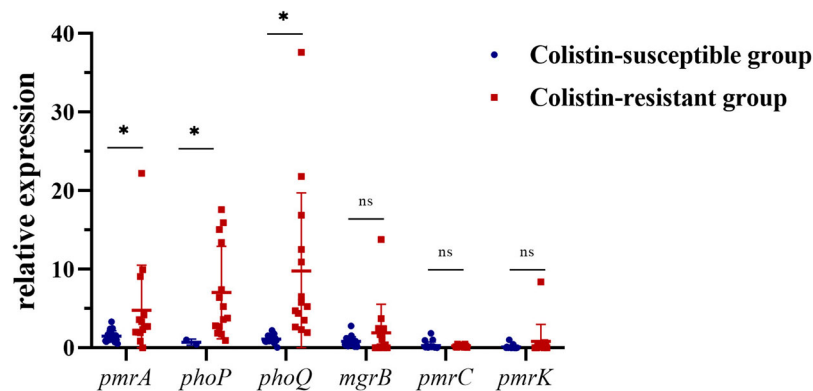 relative expression
40
30
20
10
0
*
*
*
ns
ns
ns
Colistin-susceptible group
Colistin-resistant group
pmrA phoP phoQ mgrB pmrC pmrK